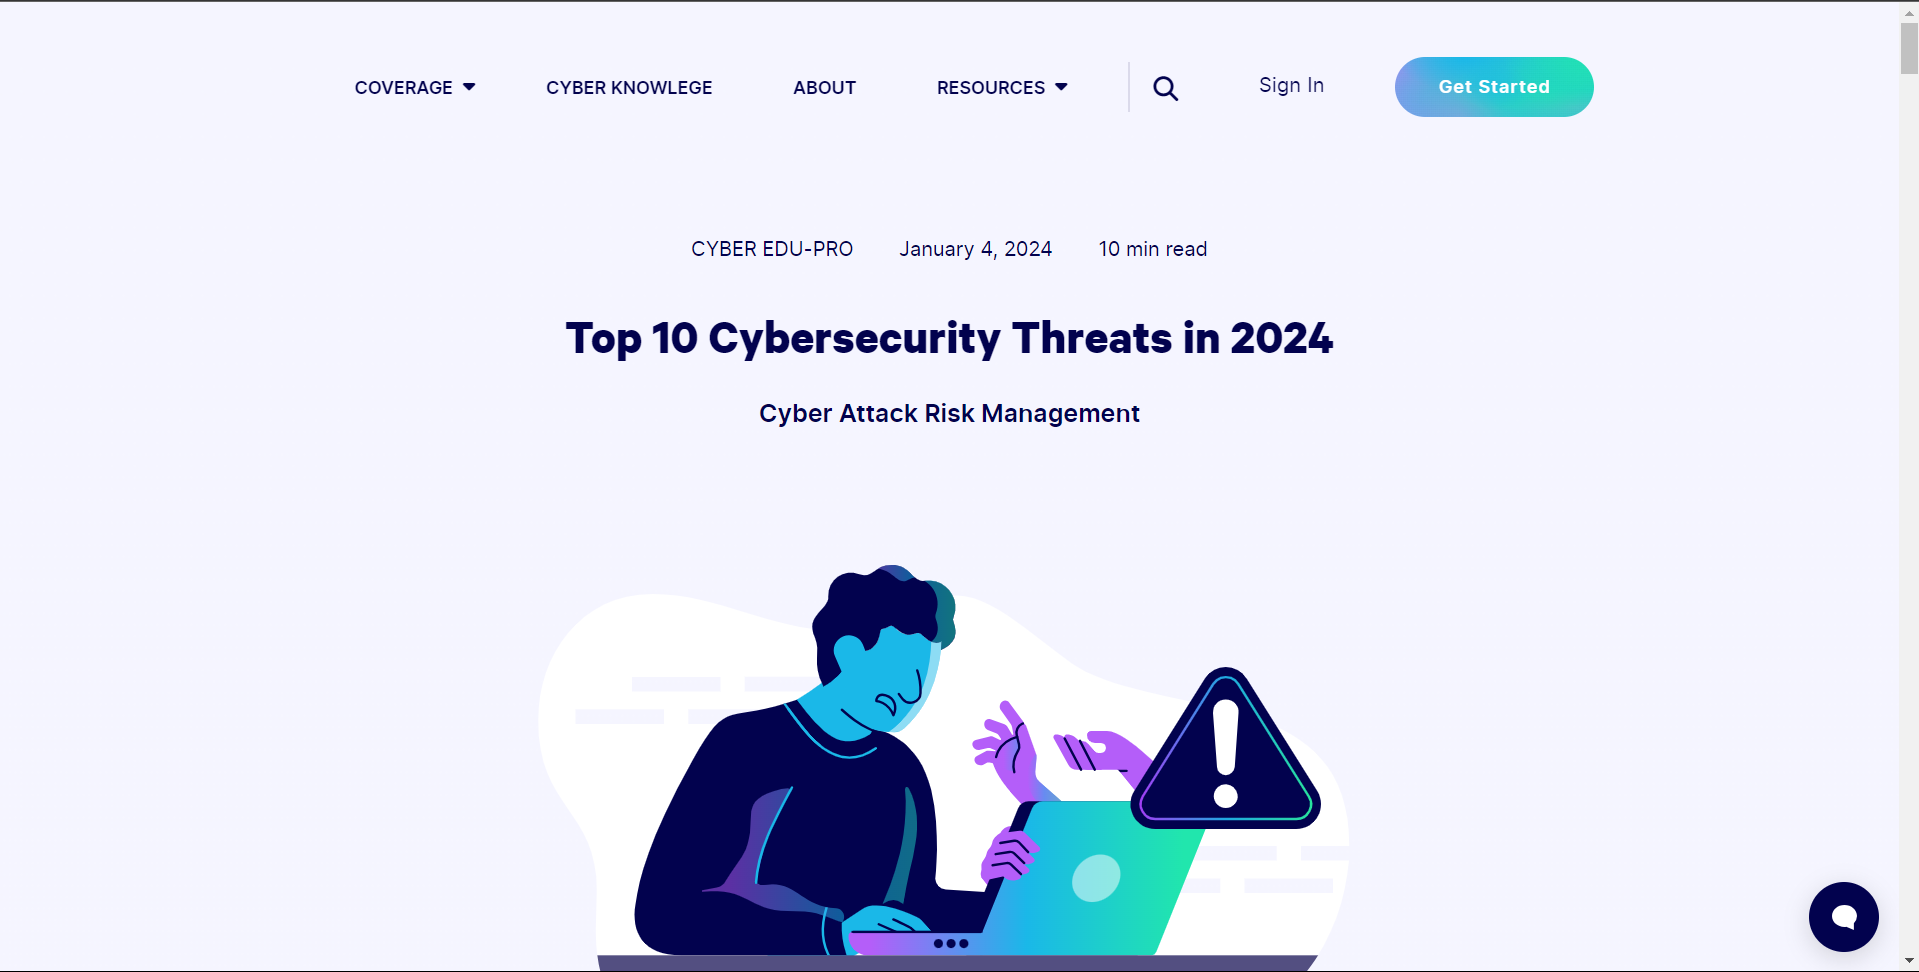 COVERAGE CYBER KNOWLEGE ABOUT RESOURCES Sign In Get Started
CYBER EDU-PRO January 4, 2024 10 min read
Top 10 Cybersecurity Threats in 2024
Cyber Attack Risk Management